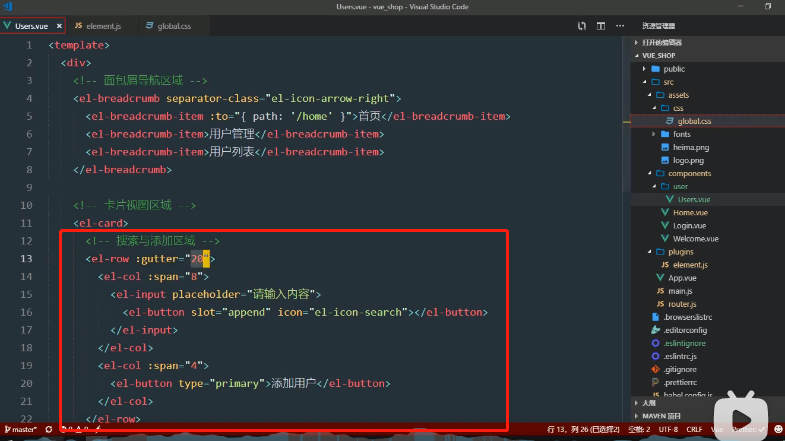 Users.vue - vue_shop - Visual Studio Code
Users.vue × JS element.js global.css ···
1 <template>
2 <div>
3 <!-- 面包屑导航区域 -->
4 <el-breadcrumb separator-class="el-icon-arrow-right">
5 <el-breadcrumb-item :to="{ path: '/home' }">首页</el-breadcrumb-item>
6 <el-breadcrumb-item>用户管理</el-breadcrumb-item>
7 <el-breadcrumb-item>用户列表</el-breadcrumb-item>
8 </el-breadcrumb>
9
10 <!-- 卡片视图区域 -->
11 <el-card>
12 <!-- 搜索与添加区域 -->
13 <el-row :gutter="20">
14 <el-col :span="8">
15 <el-input placeholder="请输入内容">
16 <el-button slot="append" icon="el-icon-search"></el-button>
17 </el-input>
18 </el-col>
19 <el-col :span="4">
20 <el-button type="primary">添加用户</el-button>
21 </el-col>
22 </el-row>
资源管理器
打开的编辑器
VUE_SHOP
public
src
assets
css
global.css
fonts
heima.png
logo.png
components
user
Users.vue
Home.vue
Login.vue
Welcome.vue
plugins
JS element.js
App.vue
JS main.js
JS router.js
.browserslistrc
.editorconfig
.eslintignore
.eslintrc.js
.gitignore
.prettierrc
babel.config.js
大纲
MAVEN 项目
master*
行 13，列 26 (已选择2) 空格: 2 UTF-8 CRLF Vue Prettier